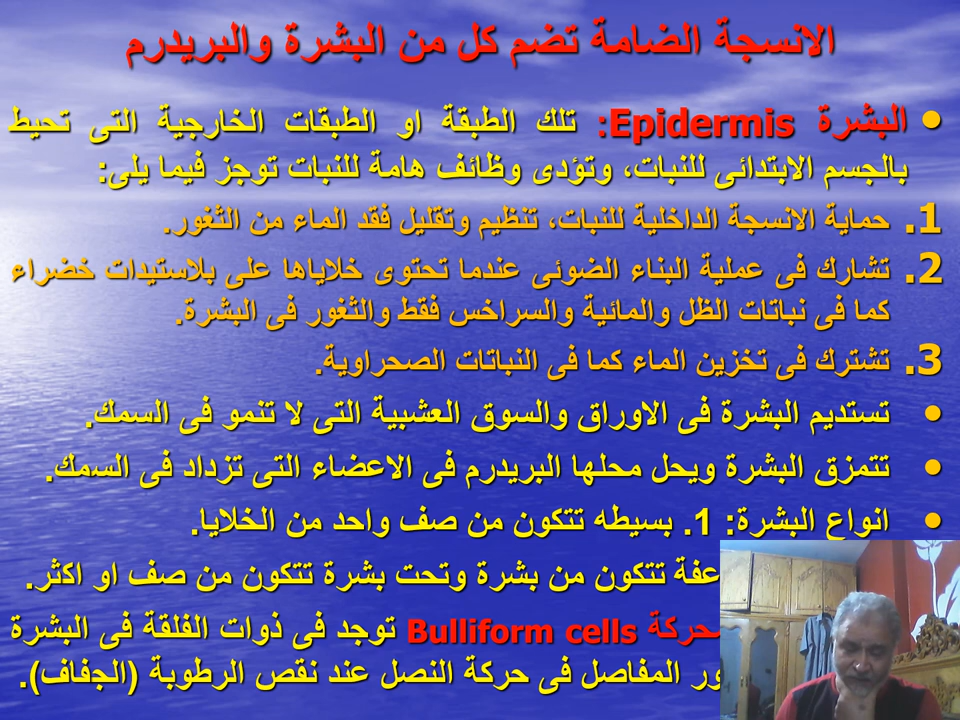 الانسجة الضامة تضم كل من البشرة والبريدرم
• البشرة Epidermis: تلك الطبقة او الطبقات الخارجية التى تحيط
بالجسم الابتدائى للنبات، وتؤدى وظائف هامة للنبات توجز فيما يلى:
1. حماية الانسجة الداخلية للنبات، تنظيم وتقليل فقد الماء من الثغور.
2. تشارك فى عملية البناء الضوئى عندما تحتوى خلاياها على بلاستيدات خضراء
كما فى نباتات الظل والمائية والسراخس فقط والثغور فى البشرة.
3. تشترك فى تخزين الماء كما فى النباتات الصحراوية.
• تستديم البشرة فى الاوراق والسوق العشبية التى لا تنمو فى السمك.
• تتمزق البشرة ويحل محلها البريدرم فى الاعضاء التى تزداد فى السمك.
• انواع البشرة: 1. بسيطه تتكون من صف واحد من الخلايا.
تتكون من بشرة وتحت بشرة تتكون من صف او اكثر.
Bulliform cells توجد فى ذوات الفلقة فى البشرة
المفاصل فى حركة النصل عند نقص الرطوبة (الجفاف).